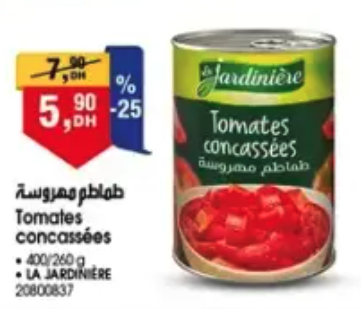 7,90 DH
% -25
5,90 DH
طماطم مهروسة
Tomates
concassées
• 400/260 g
• LA JARDINIÈRE
20800837
La Jardinière
Tomates
concassées
طماطم مهروسة